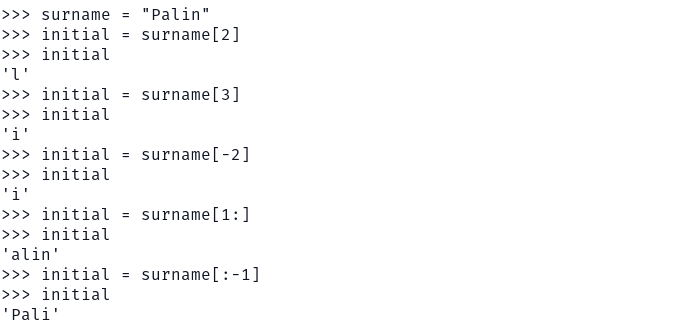 >>> surname = "Palin"
>>> initial = surname[2]
>>> initial
'l'
>>> initial = surname[3]
>>> initial
'i'
>>> initial = surname[-2]
>>> initial
'i'
>>> initial = surname[1:]
>>> initial
'alin'
>>> initial = surname[:-1]
>>> initial
'Pali'